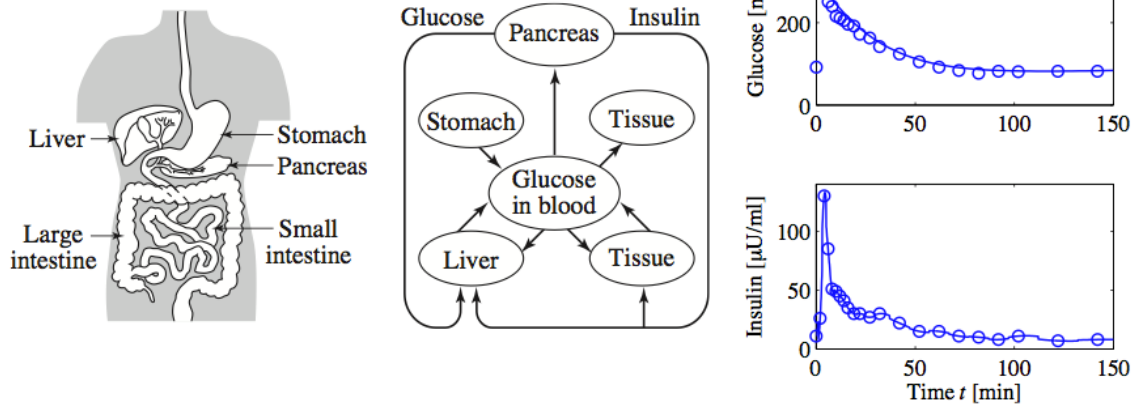 Liver
Stomach
Pancreas
Large
intestine
Small
intestine
Glucose
Insulin
Pancreas
Stomach
Tissue
Glucose
in blood
Liver
Tissue
Glucose
200
0
0
50
100
150
Insulin [µU/ml]
100
50
0
0
50
100
150
Time t [min]